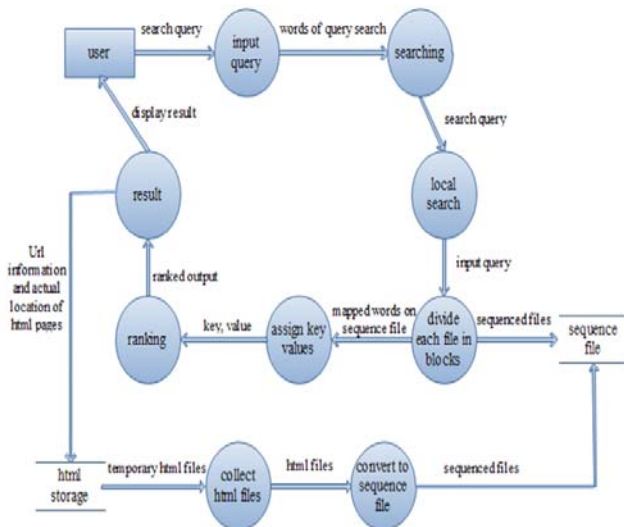 search query
words of query search
user
input
query
searching
display result
search query
result
local
search
Url
information
and actual
location of
html pages
ranked output
input query
ranking
key, value
assign key
values
mapped words on
sequence file
divide
each file in
blocks
sequenced files
sequence
file
html
storage
temporary html files
collect
html files
html files
convert to
sequence
file
sequenced files